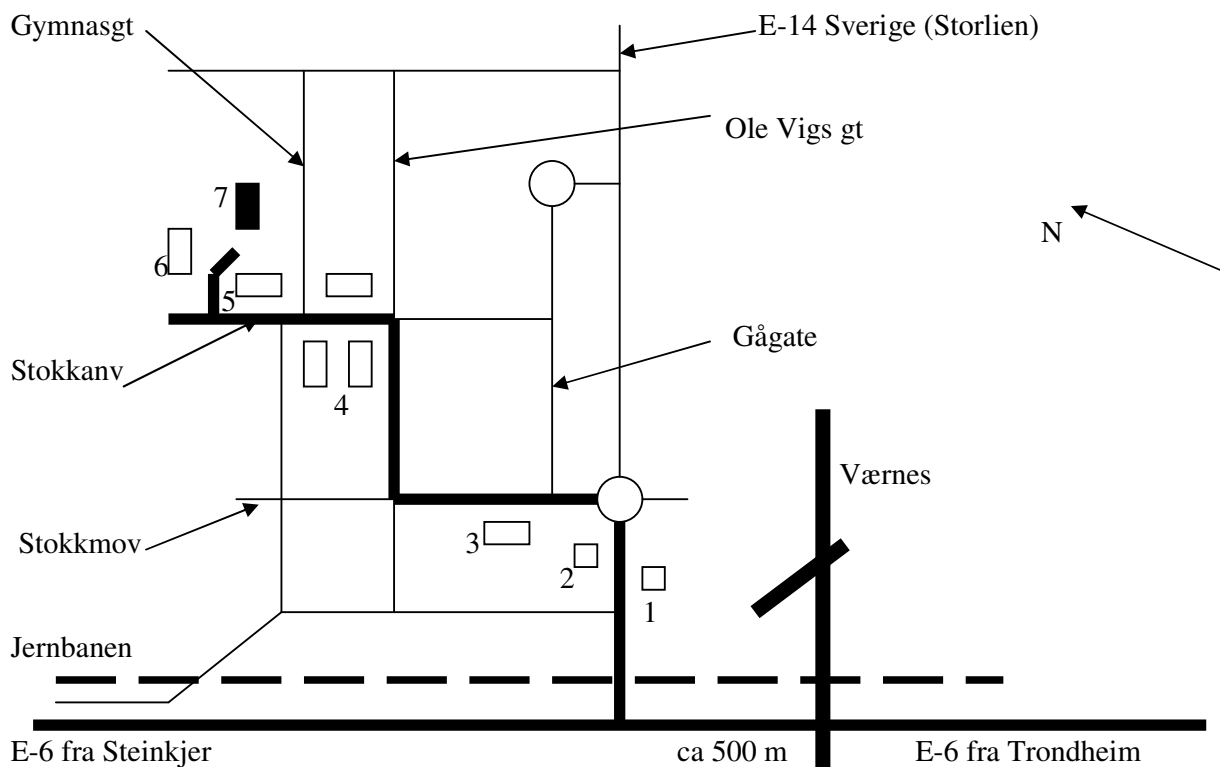 Gymnasgt
E-14 Sverige (Storlien)
Ole Vigs gt
7
N
6
5
Gågate
Stokkanv
4
Værnes
Stokkmov
3
2
1
Jernbanen
E-6 fra Steinkjer
ca 500 m
E-6 fra Trondheim